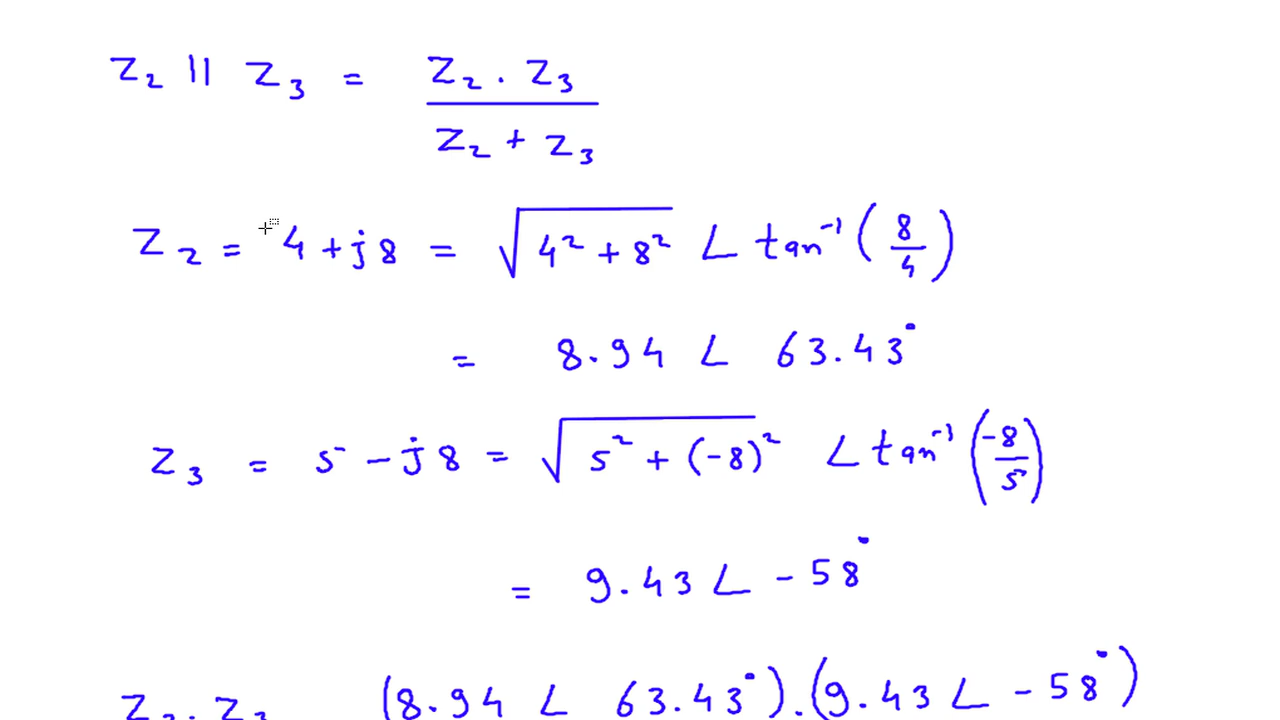 Z₂ || Z₃ = Z₂ . Z₃ / Z₂ + Z₃
Z₂ = 4 + j8 = √(4² + 8²) ∠ tan⁻¹(8/4)
= 8.94 ∠ 63.43°
Z₃ = 5 - j8 = √(5² + (-8)²) ∠ tan⁻¹(-8/5)
= 9.43 ∠ -58°
Z₂ . Z₃ (8.94 ∠ 63.43°).(9.43 ∠ -58°)